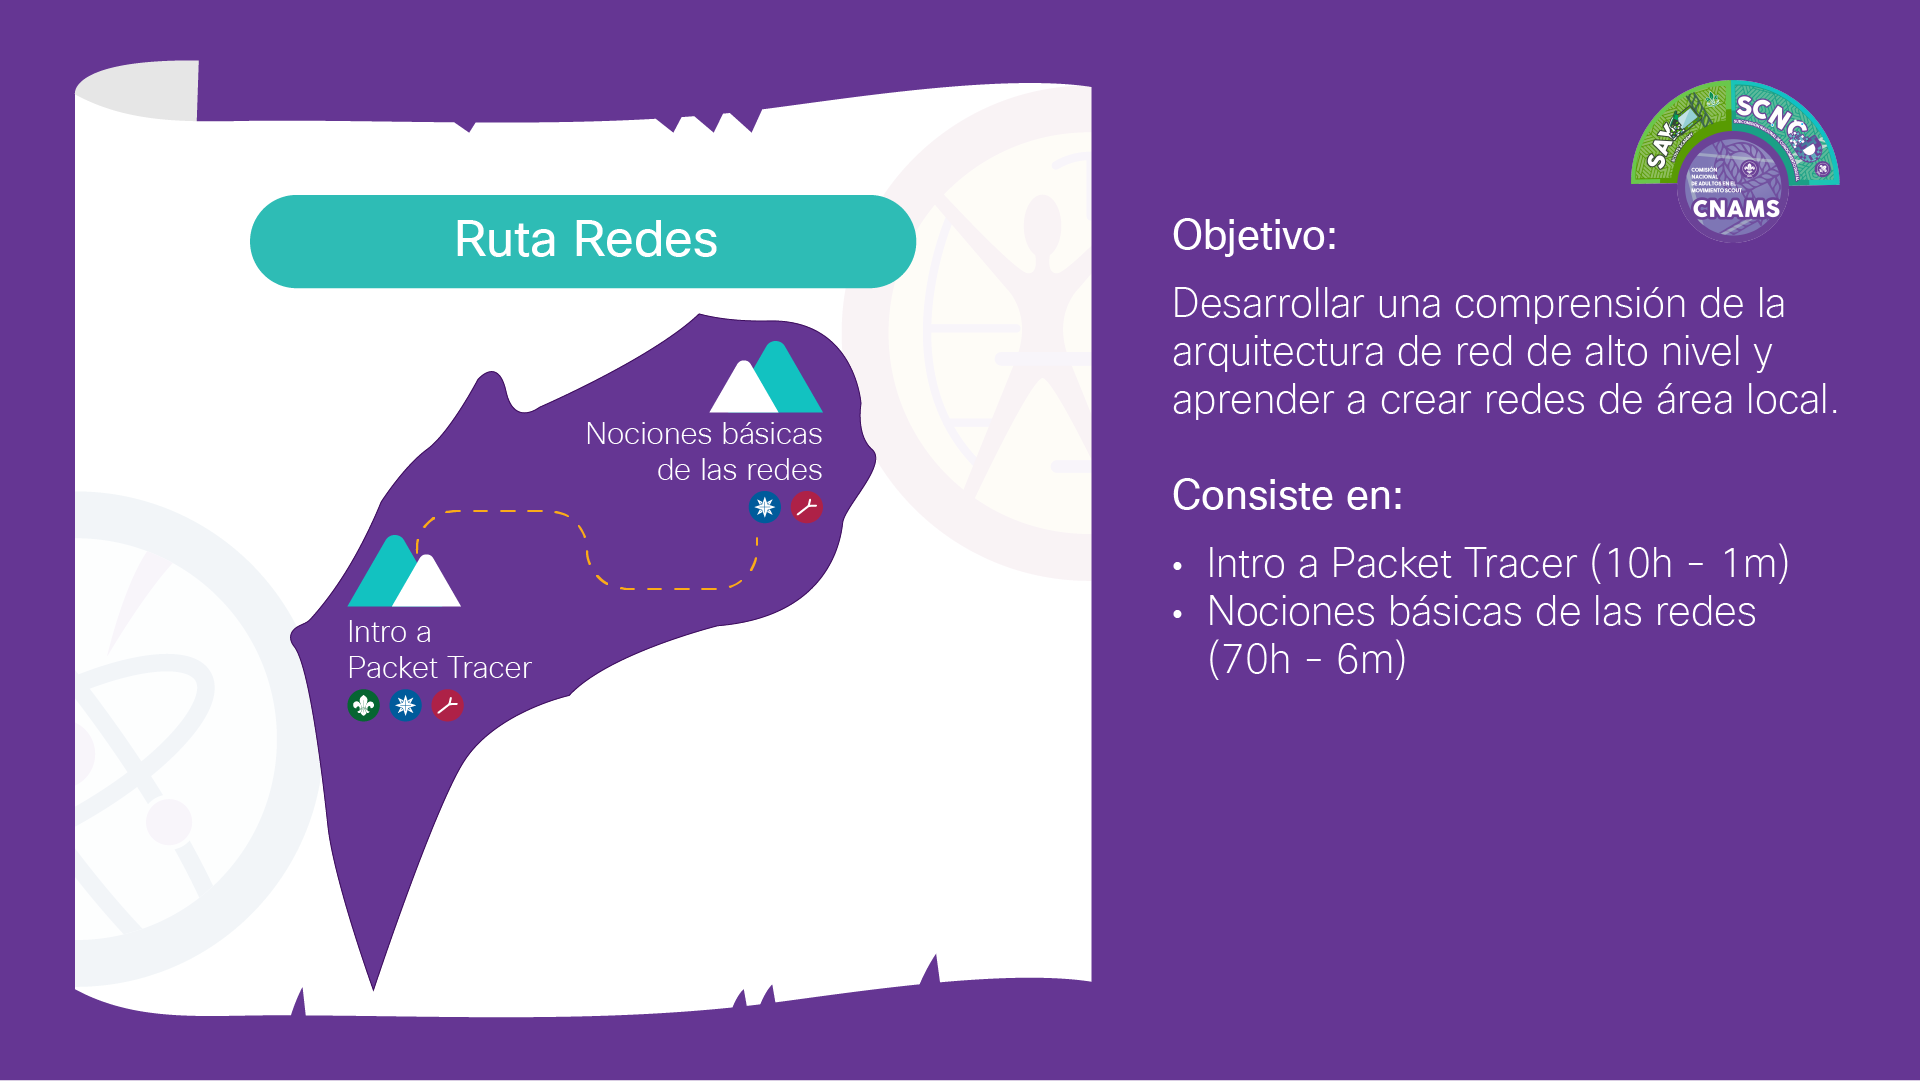 Ruta Redes
Nociones básicas
de las redes
Intro a
Packet Tracer
SAY
SCNC
COMISIÓN
NACIONAL
DE ADULTOS EN EL
MOVIMIENTO SCOUT
CNAMS
Objetivo:
Desarrollar una comprensión de la
arquitectura de red de alto nivel y
aprender a crear redes de área local.
Consiste en:
• Intro a Packet Tracer (10h - 1m)
• Nociones básicas de las redes
(70h - 6m)